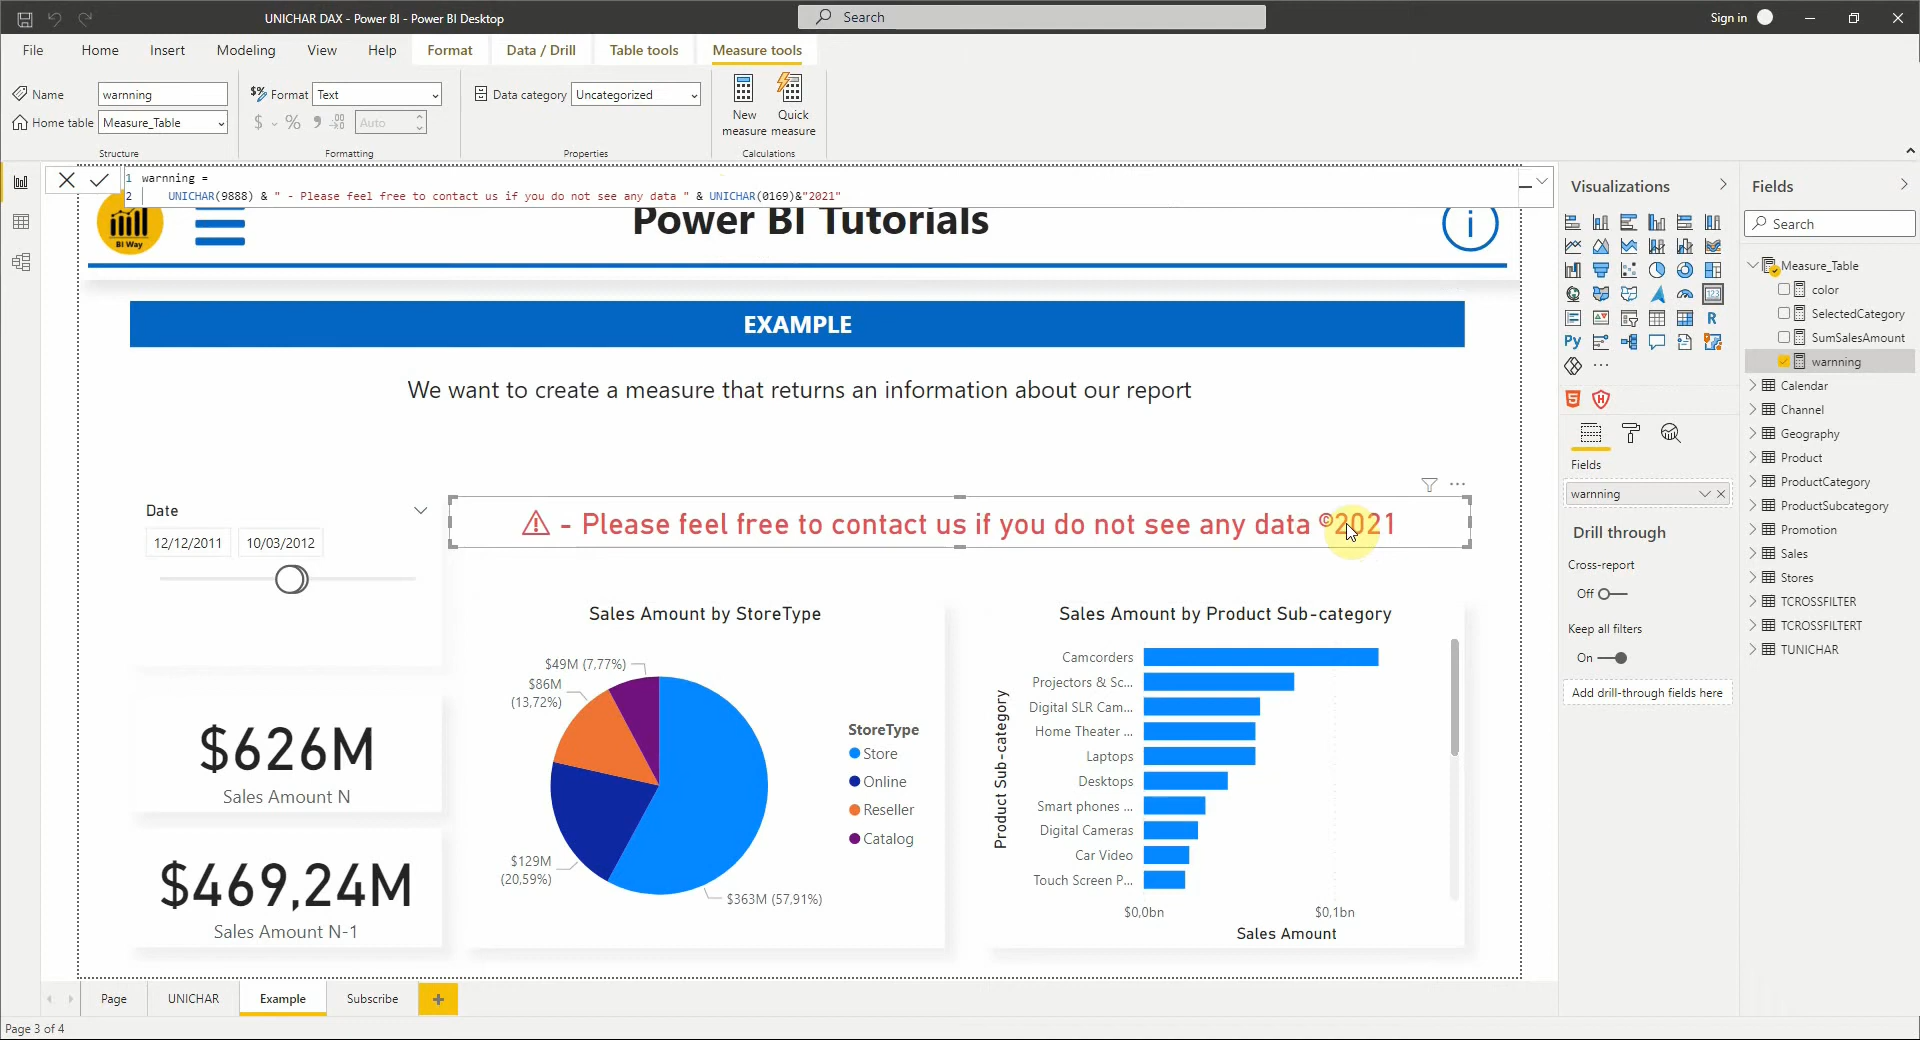 UNICHAR DAX - Power BI - Power BI Desktop
Search
Sign in
File Home Insert Modeling View Help Format Data / Drill Table tools Measure tools
Name warnning
Home table Measure_Table
Structure
$% Format Text
$ % 9 Auto
Formatting
Data category Uncategorized
Properties
New measure
Quick measure
Calculations
1 warnning =
2 UNICHAR(9888) & " - Please feel free to contact us if you do not see any data " & UNICHAR(0169)&"2021"
BI Way
Power BI Tutorials
i
EXAMPLE
We want to create a measure that returns an information about our report
Date
12/12/2011 10/03/2012
⚠ - Please feel free to contact us if you do not see any data ©2021
$626M
Sales Amount N
$469,24M
Sales Amount N-1
Sales Amount by StoreType
$49M (7,77%)
$86M
(13,72%)
$129M
(20,59%)
$363M (57,91%)
StoreType
Store
Online
Reseller
Catalog
Sales Amount by Product Sub-category
Product Sub-category
Camcorders
Projectors & Sc...
Digital SLR Cam...
Home Theater ...
Laptops
Desktops
Smart phones ...
Digital Cameras
Car Video
Touch Screen P...
$0,0bn $0,1bn
Sales Amount
Page UNICHAR Example Subscribe +
Page 3 of 4
Visualizations
123
R
Py
...
Fields
warnning
Drill through
Cross-report
Off
Keep all filters
On
Add drill-through fields here
Fields
Search
Measure_Table
color
SelectedCategory
SumSalesAmount
warnning
Calendar
Channel
Geography
Product
ProductCategory
ProductSubcategory
Promotion
Sales
Stores
TCROSSFILTER
TCROSSFILTERT
TUNICHAR